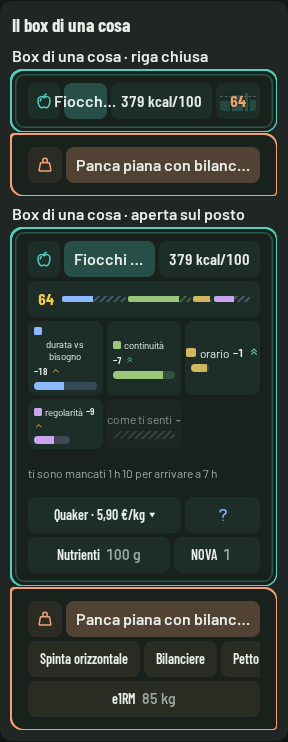 Il box di una cosa
Box di una cosa · riga chiusa
Fiocch... 379 kcal/100 64
Panca piana con bilanc...
Box di una cosa · aperta sul posto
Fiocchi ... 379 kcal/100
64
durata vs
bisogno
-18
continuità
-7
orario -1
regolarità -9
come ti senti -
ti sono mancati 1 h 10 per arrivare a 7 h
Quaker · 5,90 €/kg ▾ ?
Nutrienti 100 g NOVA 1
Panca piana con bilanc...
Spinta orizzontale Bilanciere Petto
e1RM 85 kg